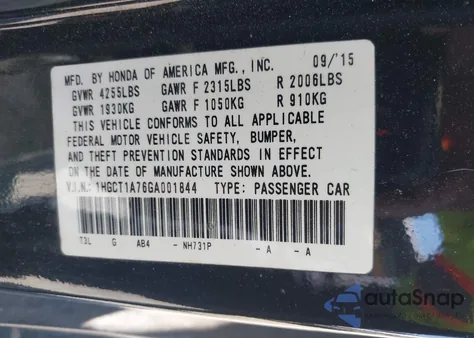 MFD. BY HONDA OF AMERICA MFG., INC. 09/'15
GVWR 4255LBS GAWR F 2315LBS R 2006LBS
GVWR 1930KG GAWR F 1050KG R 910KG
THIS VEHICLE CONFORMS TO ALL APPLICABLE
FEDERAL MOTOR VEHICLE SAFETY, BUMPER,
AND THEFT PREVENTION STANDARDS IN EFFECT
ON THE DATE OF MANUFACTURE SHOWN ABOVE.
V.I.N.: 1HGCT1A76GA001844 TYPE: PASSENGER CAR
T3L G AB4 - NH731P - A - A
autoSnap